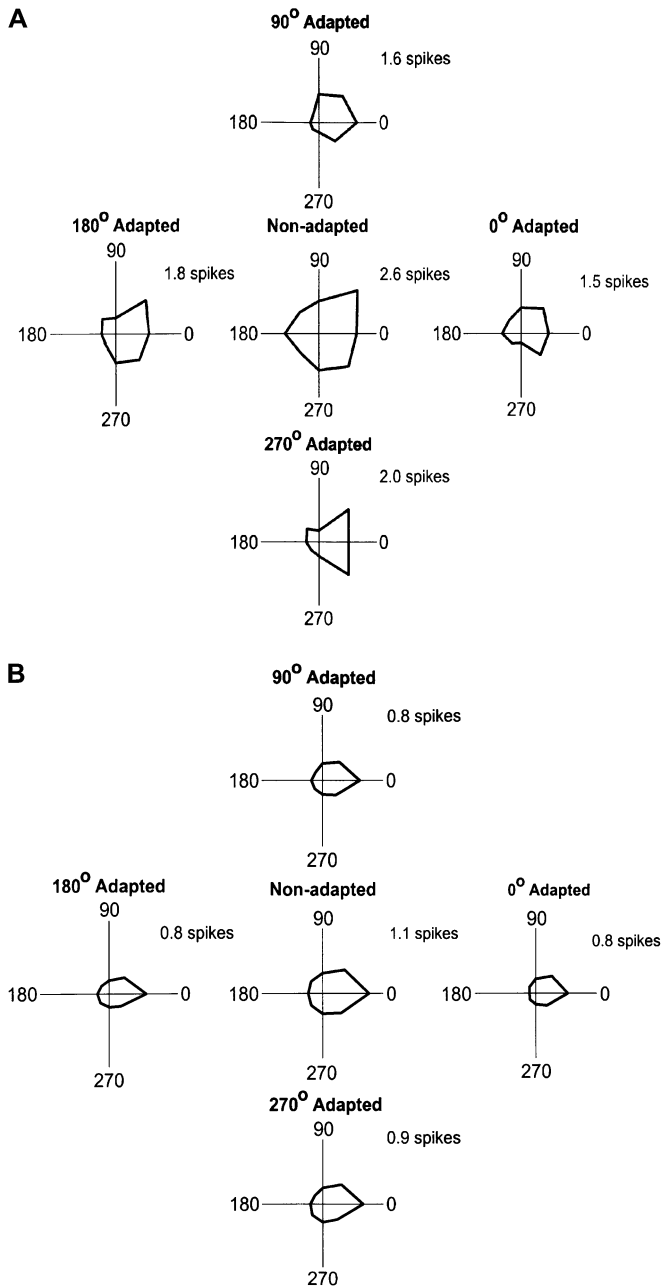 A
90° Adapted
90
1.6 spikes
180
0
270
180° Adapted
90
1.8 spikes
180
0
270
Non-adapted
90
2.6 spikes
180
0
270
0° Adapted
90
1.5 spikes
180
0
270
270° Adapted
90
2.0 spikes
180
0
270
B
90° Adapted
90
0.8 spikes
180
0
270
180° Adapted
90
0.8 spikes
180
0
270
Non-adapted
90
1.1 spikes
180
0
270
0° Adapted
90
0.8 spikes
180
0
270
270° Adapted
90
0.9 spikes
180
0
270